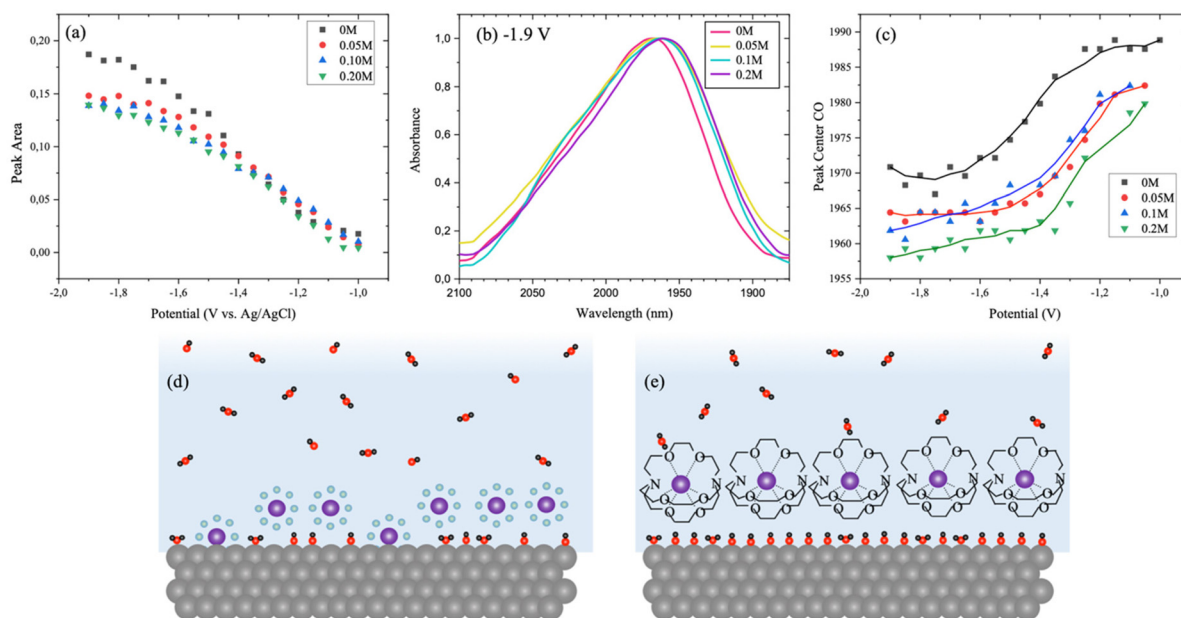 (a)
0M
0.05M
0.10M
0.20M
0,20
0,15
0,10
0,05
0,00
Peak Area
-2,0 -1,8 -1,6 -1,4 -1,2 -1,0
Potential (V vs. Ag/AgCl)
(b) -1.9 V
0M
0.05M
0.1M
0.2M
1,0
0,8
0,6
0,4
0,2
0,0
Absorbance
2100 2050 2000 1950 1900
Wavelength (nm)
(c)
1990
1985
1980
1975
1970
1965
1960
1955
Peak Center CO
0M
0.05M
0.1M
0.2M
-2,0 -1,8 -1,6 -1,4 -1,2 -1,0
Potential (V)
(d)
(e)
O O O O O O O O O O
N N N N N N
O O O O O O O O O O
O O O O O O O O O O